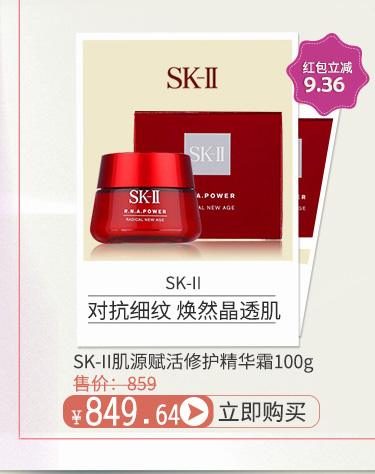 红包立减
9.36
SK-II
SK-II
R.N.A.POWER
RADICAL NEW AGE
SK-II
.A.POWER
ICAL NEW AGE
SK-II
对抗细纹 焕然晶透肌
SK-II肌源赋活修护精华霜100g
售价：859
¥849.64 立即购买